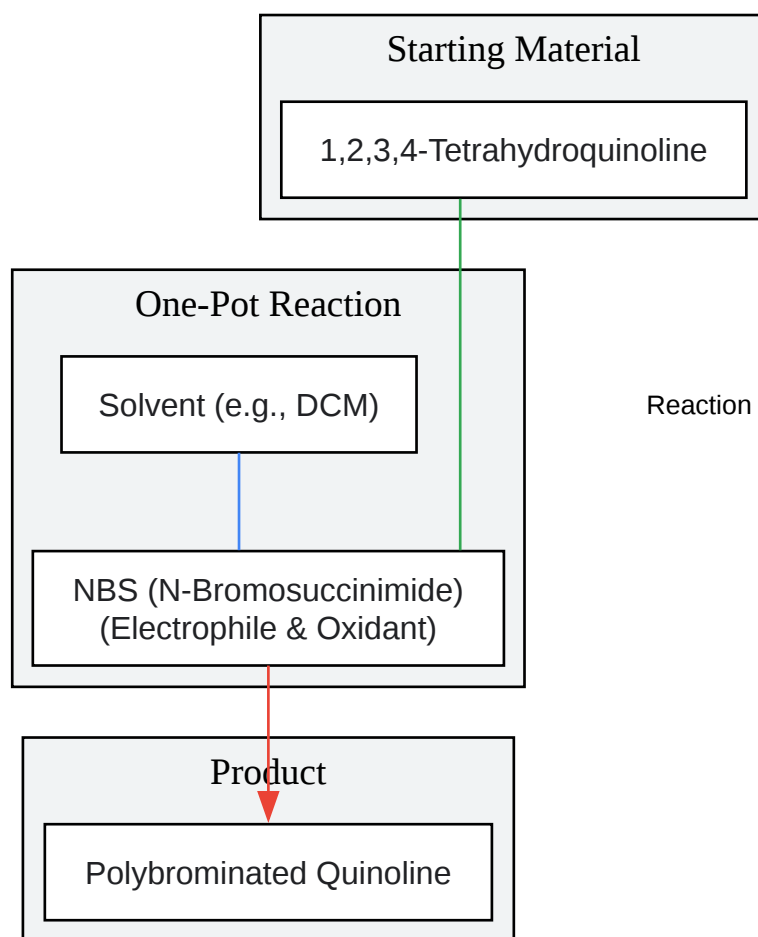 Starting Material
1,2,3,4-Tetrahydroquinoline
One-Pot Reaction
Solvent (e.g., DCM)
Reaction
NBS (N-Bromosuccinimide)
(Electrophile & Oxidant)
Product
Polybrominated Quinoline